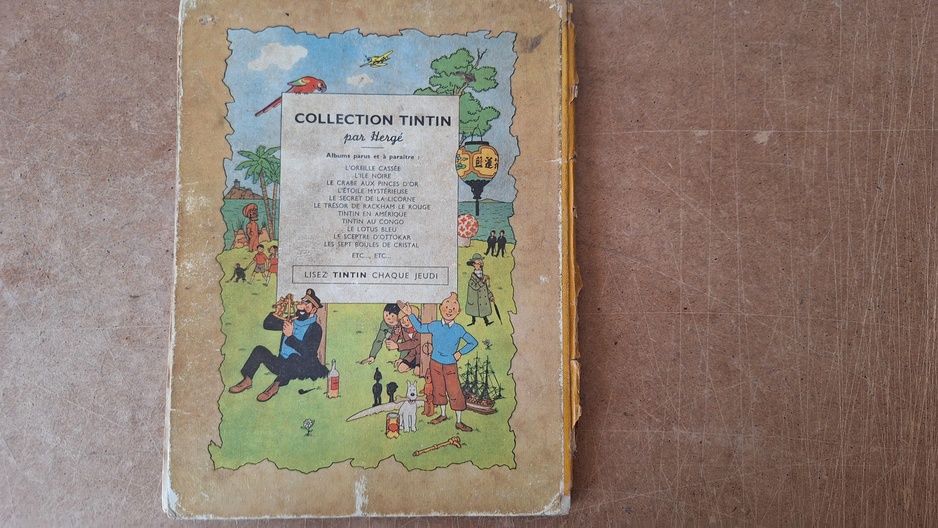 COLLECTION TINTIN
par Hergé
Albums parus et à paraître :
L'OREILLE CASSÉE
L'ILE NOIRE
LE CRABE AUX PINCES D'OR
L'ÉTOILE MYSTÉRIEUSE
LE SECRET DE LA LICORNE
LE TRÉSOR DE RACKHAM LE ROUGE
TINTIN EN AMÉRIQUE
TINTIN AU CONGO
LE LOTUS BLEU
LE SCEPTRE D'OTTOKAR
LES SEPT BOULES DE CRISTAL
ETC..., ETC...
LISEZ TINTIN CHAQUE JEUDI